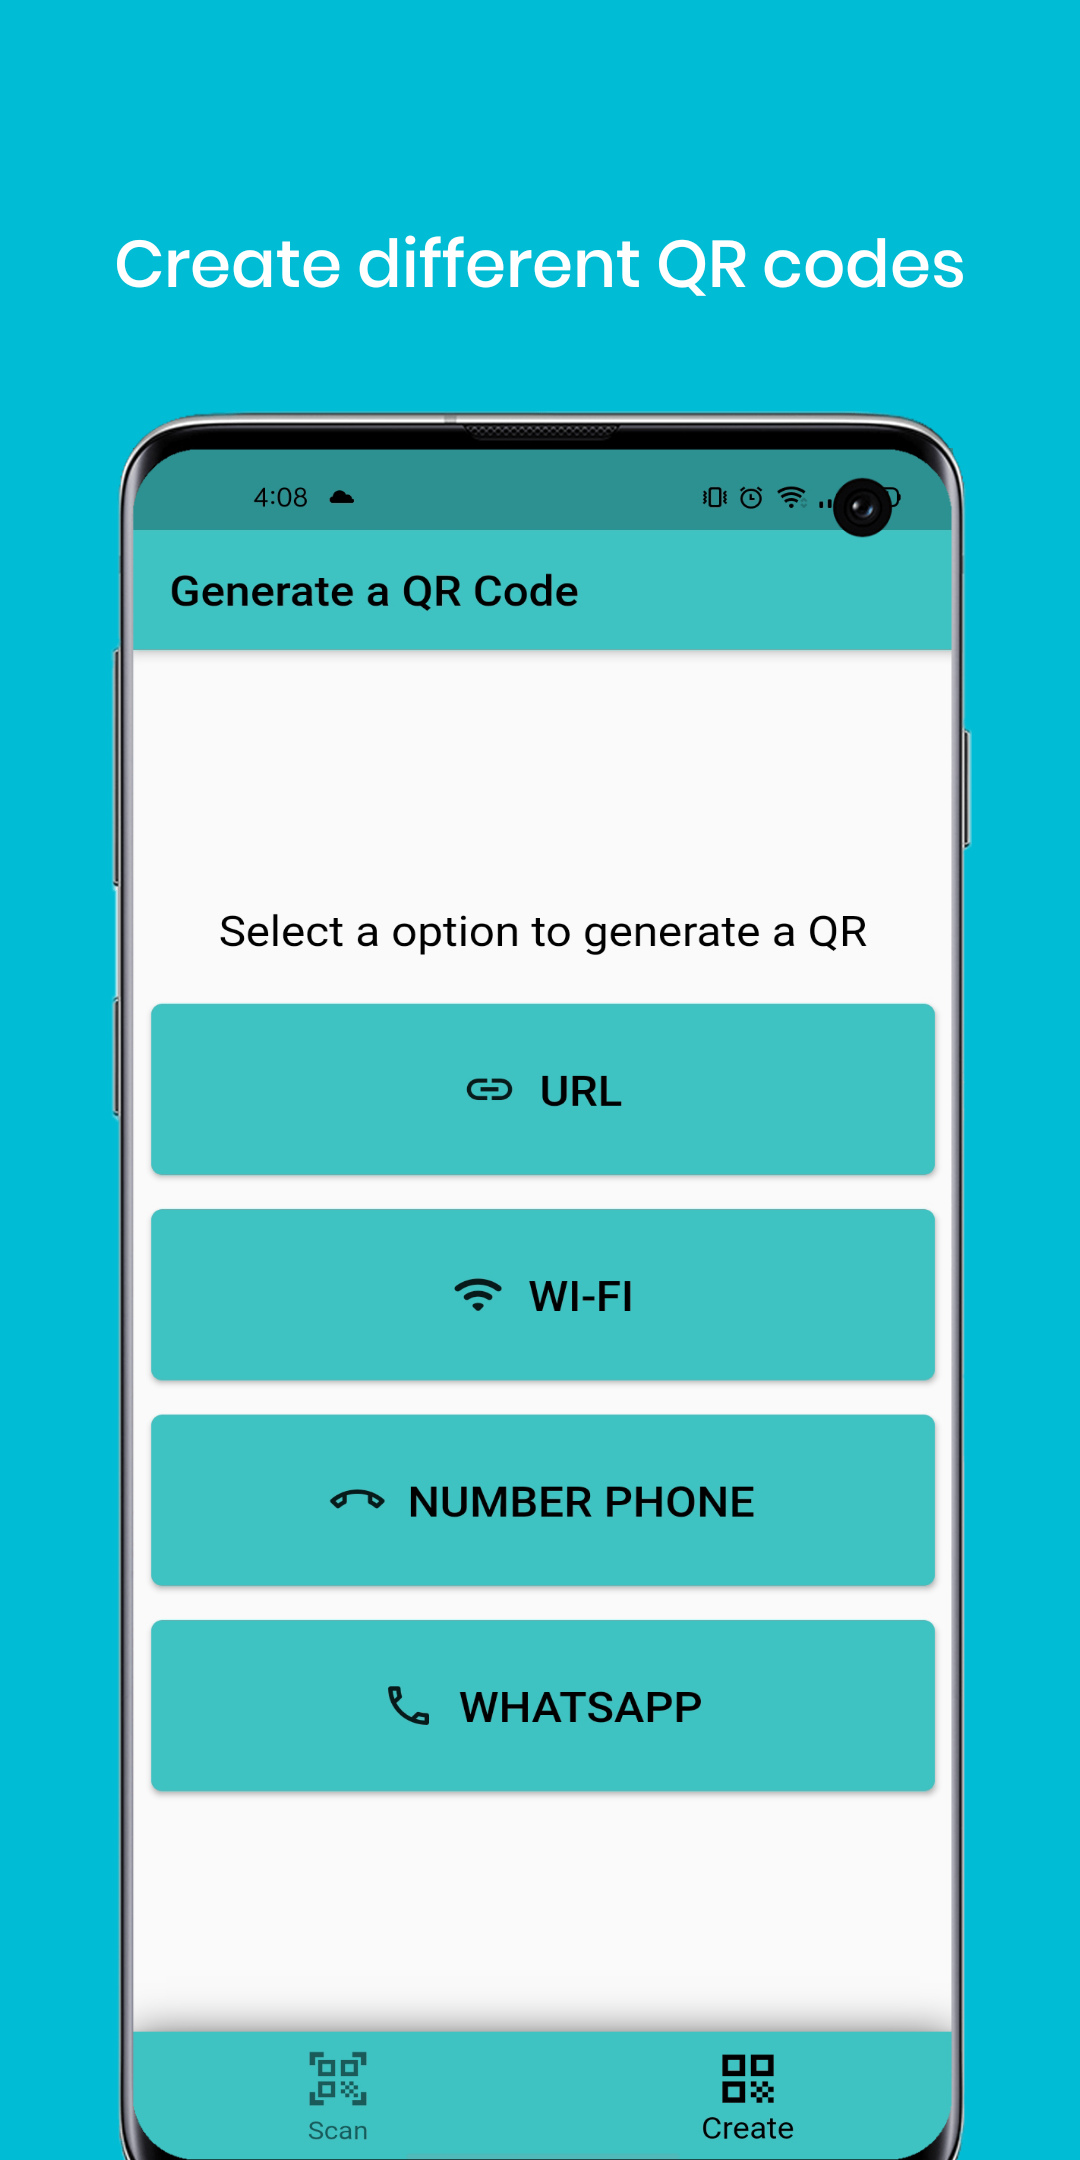 Create different QR codes
4:08
Generate a QR Code
Select a option to generate a QR
URL
WI-FI
NUMBER PHONE
WHATSAPP
Scan
Create